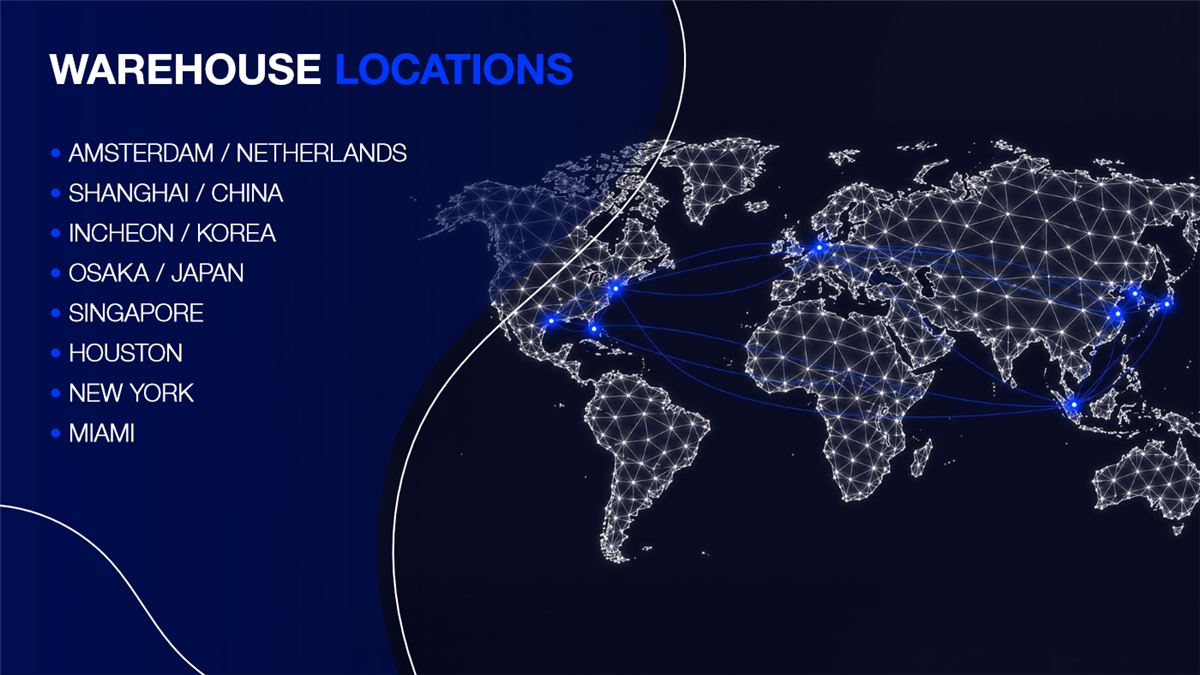 WAREHOUSE LOCATIONS
AMSTERDAM / NETHERLANDS
SHANGHAI / CHINA
INCHEON / KOREA
OSAKA / JAPAN
SINGAPORE
HOUSTON
NEW YORK
MIAMI